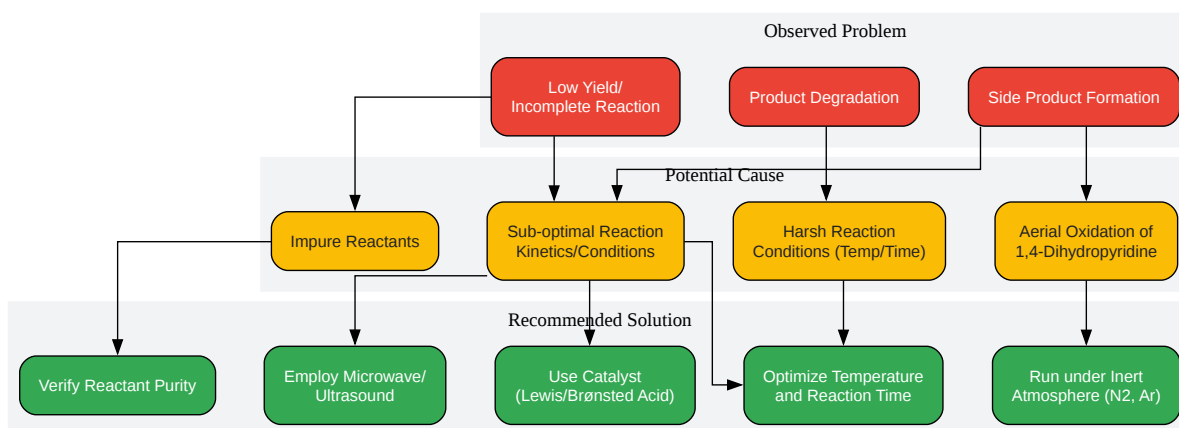 Observed Problem
Low Yield/
Incomplete Reaction
Product Degradation
Side Product Formation
Potential Cause
Impure Reactants
Sub-optimal Reaction
Kinetics/Conditions
Harsh Reaction
Conditions (Temp/Time)
Aerial Oxidation of
1,4-Dihydropyridine
Recommended Solution
Verify Reactant Purity
Employ Microwave/
Ultrasound
Use Catalyst
(Lewis/Brønsted Acid)
Optimize Temperature
and Reaction Time
Run under Inert
Atmosphere (N2, Ar)